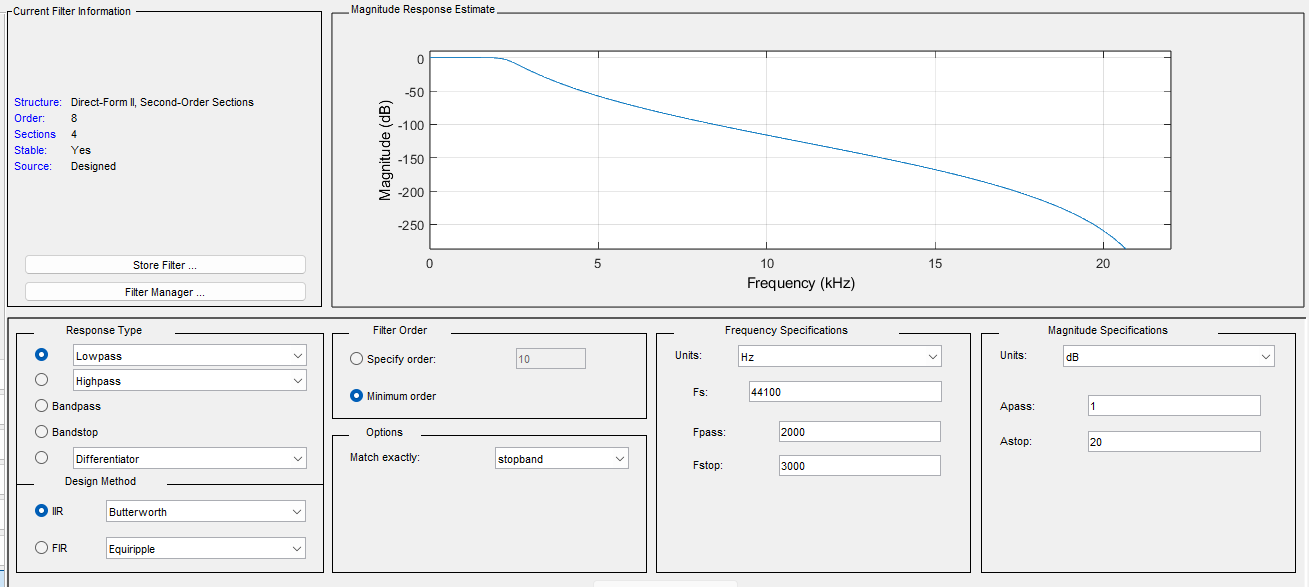 Current Filter Information
Structure: Direct-Form II, Second-Order Sections
Order: 8
Sections 4
Stable: Yes
Source: Designed
Store Filter ...
Filter Manager ...
Magnitude Response Estimate
0
-50
-100
-150
-200
-250
Magnitude (dB)
0 5 10 15 20
Frequency (kHz)
Response Type
Lowpass
Highpass
Bandpass
Bandstop
Differentiator
Design Method
IIR Butterworth
FIR Equiripple
Filter Order
Specify order: 10
Minimum order
Options
Match exactly: stopband
Frequency Specifications
Units: Hz
Fs: 44100
Fpass: 2000
Fstop: 3000
Magnitude Specifications
Units: dB
Apass: 1
Astop: 20